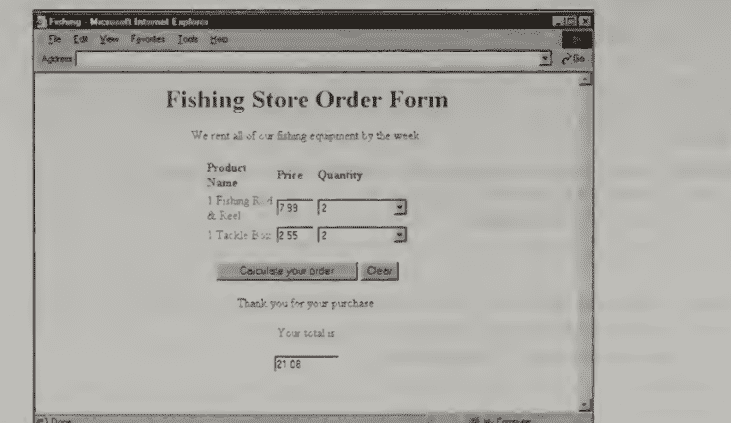 Fishing - Microsoft Internet Explorer
File Edit View Favorites Tools Help
Address Go
Fishing Store Order Form
We rent all of our fishing equipment by the week
Product Name Price Quantity
1 Fishing Rod & Reel 7.99 2
1 Tackle Box 2.55 2
Calculate your order Clear
Thank you for your purchase
Your total is
21.08
Done My Computer